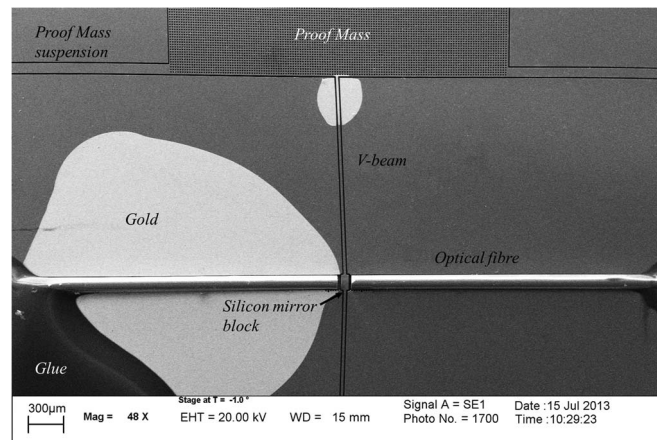 Proof Mass
suspension
Proof Mass
V-beam
Gold
Optical fibre
Silicon mirror
block
Glue
300µm
Mag = 48 X
Stage at T = -1.0 °
EHT = 20.00 kV
WD = 15 mm
Signal A = SE1
Photo No. = 1700
Date :15 Jul 2013
Time :10:29:23